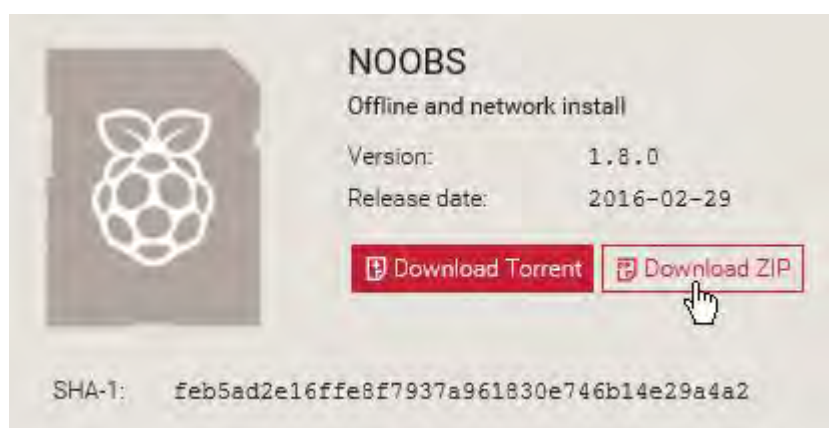 NOOBS
Offline and network install
Version: 1.8.0
Release date: 2016-02-29
Download Torrent Download ZIP
SHA-1: feb5ad2e16ffe8f7937a961830e746b14e29a4a2